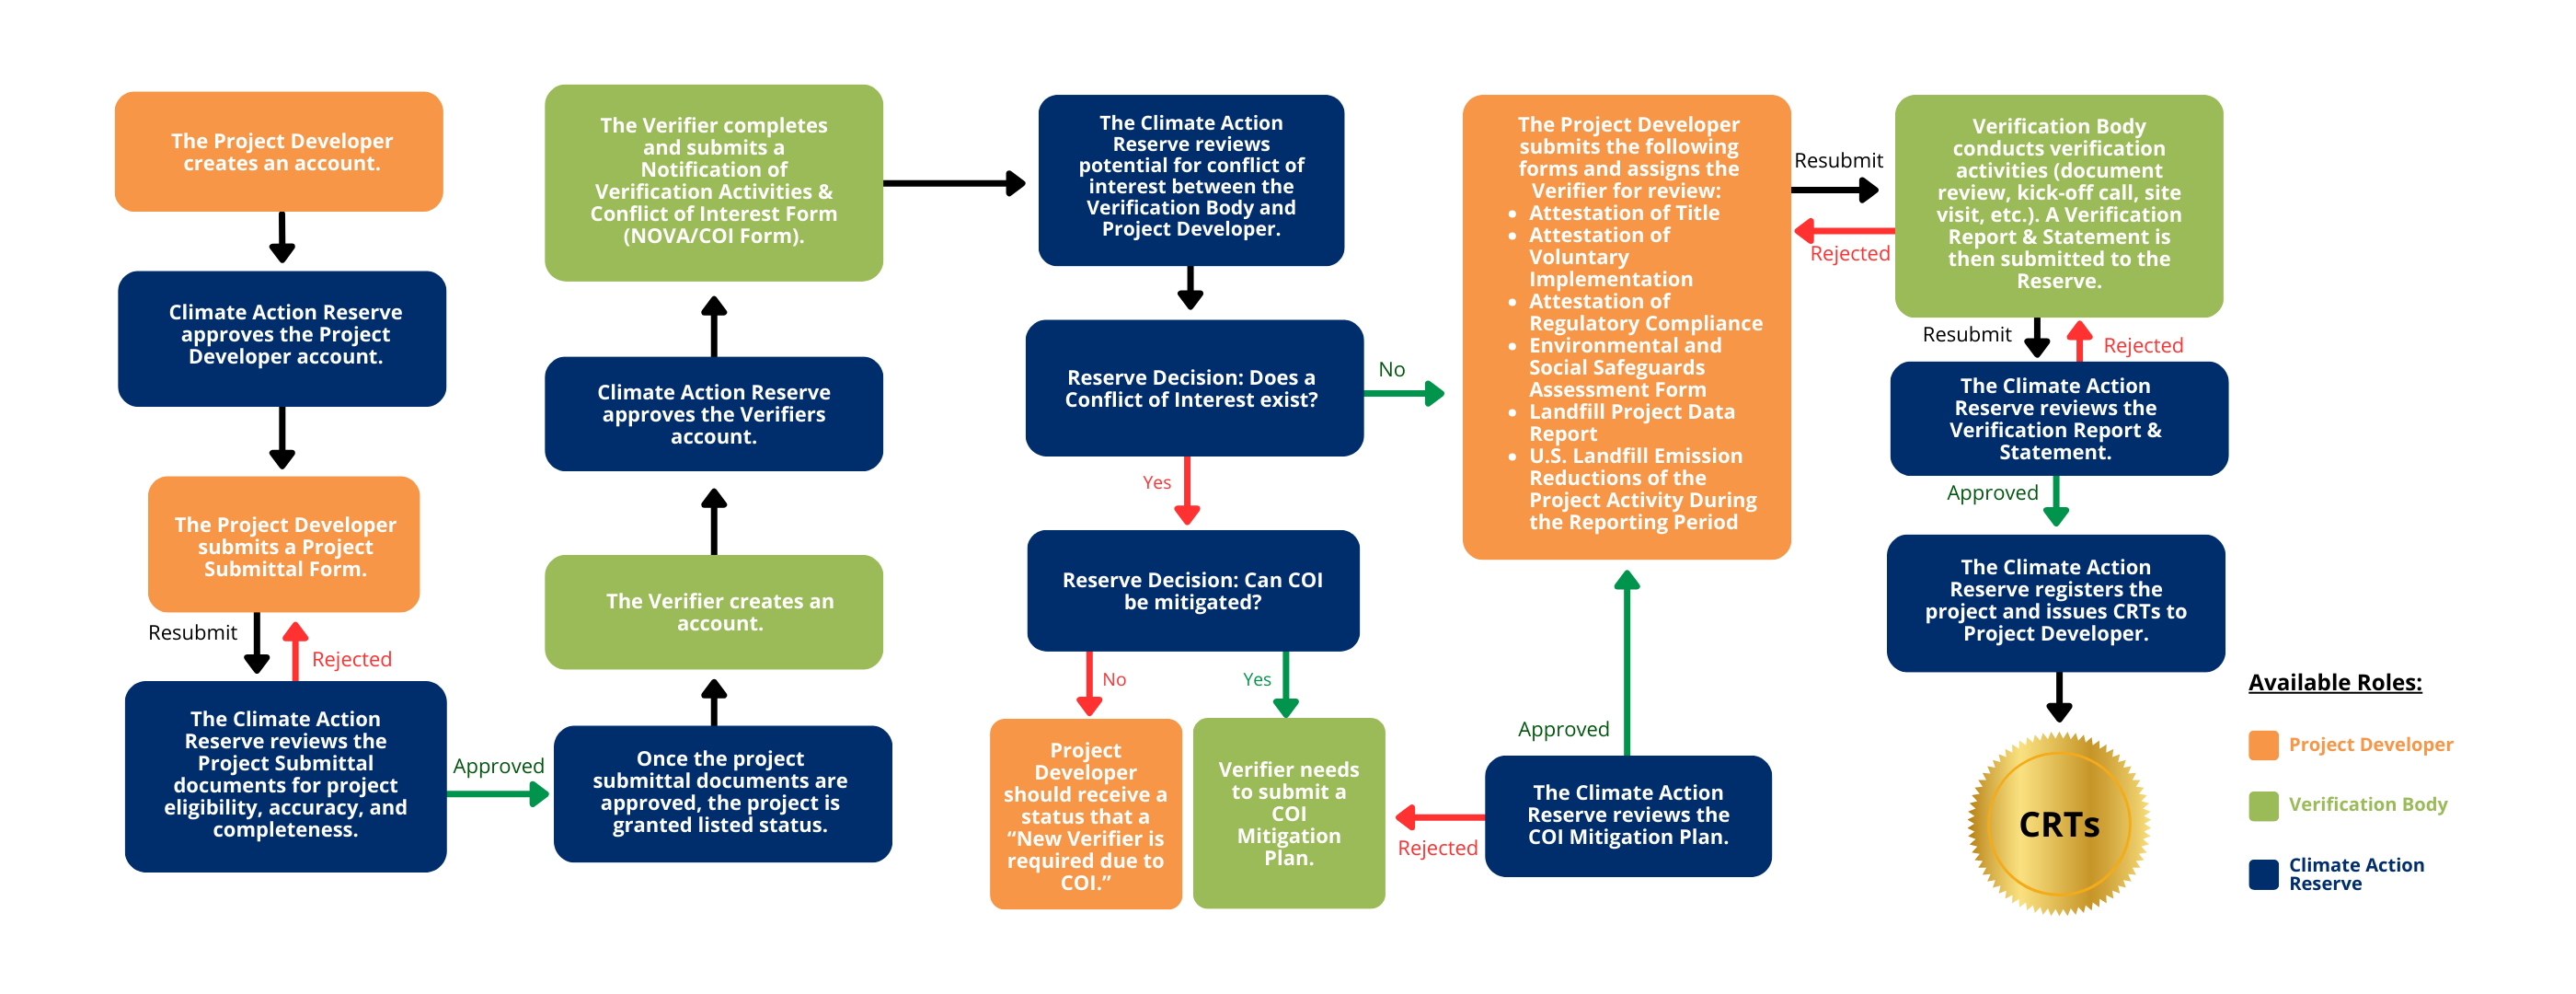 The Project Developer
creates an account.
Climate Action Reserve
approves the Project
Developer account.
The Project Developer
submits a Project
Submittal Form.
Resubmit
Rejected
The Climate Action
Reserve reviews the
Project Submittal
documents for project
eligibility, accuracy, and
completeness.
Approved
Once the project
submittal documents are
approved, the project is
granted listed status.
The Verifier creates an
account.
Climate Action Reserve
approves the Verifiers
account.
The Verifier completes
and submits a
Notification of
Verification Activities &
Conflict of Interest Form
(NOVA/COI Form).
The Climate Action
Reserve reviews
potential for conflict of
interest between the
Verification Body and
Project Developer.
Reserve Decision: Does a
Conflict of Interest exist?
No
Yes
Reserve Decision: Can COI
be mitigated?
No
Yes
Project
Developer
should receive a
status that a
“New Verifier is
required due to
COI.”
Verifier needs
to submit a
COI
Mitigation
Plan.
Rejected
The Climate Action
Reserve reviews the
COI Mitigation Plan.
Approved
The Project Developer
submits the following
forms and assigns the
Verifier for review:
• Attestation of Title
• Attestation of
Voluntary
Implementation
• Attestation of
Regulatory Compliance
• Environmental and
Social Safeguards
Assessment Form
• Landfill Project Data
Report
• U.S. Landfill Emission
Reductions of the
Project Activity During
the Reporting Period
Resubmit
Rejected
Verification Body
conducts verification
activities (document
review, kick-off call, site
visit, etc.). A Verification
Report & Statement is
then submitted to the
Reserve.
Resubmit
Rejected
The Climate Action
Reserve reviews the
Verification Report &
Statement.
Approved
The Climate Action
Reserve registers the
project and issues CRTs to
Project Developer.
CRTs
Available Roles:
Project Developer
Verification Body
Climate Action
Reserve